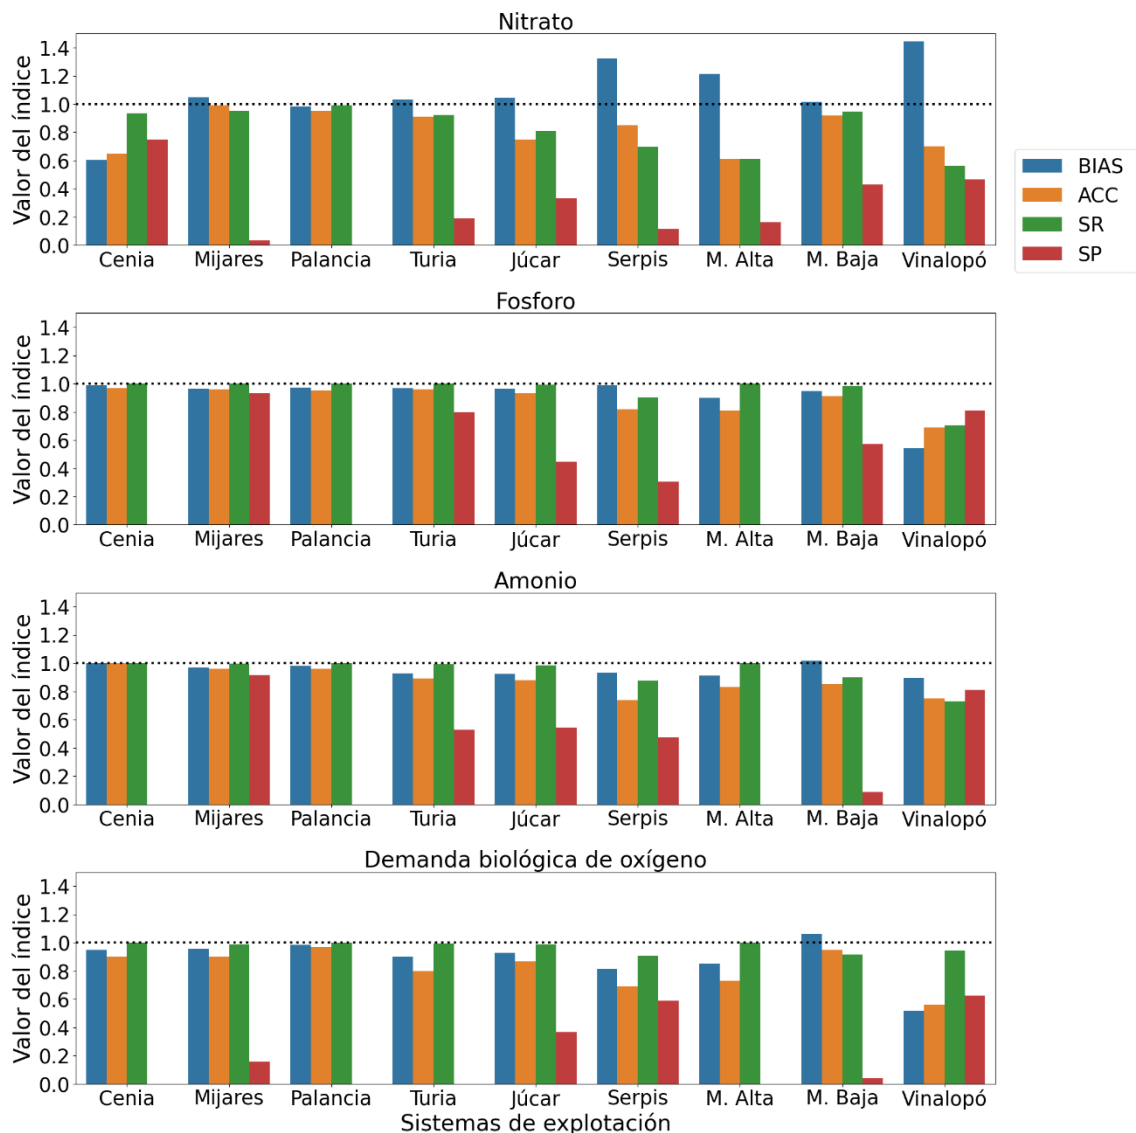 Nitrato
Valor del índice
1.4
1.2
1.0
0.8
0.6
0.4
0.2
0.0
Cenia Mijares Palancia Turia Júcar Serpis M. Alta M. Baja Vinalopó
BIAS
ACC
SR
SP
Fosforo
Valor del índice
1.4
1.2
1.0
0.8
0.6
0.4
0.2
0.0
Cenia Mijares Palancia Turia Júcar Serpis M. Alta M. Baja Vinalopó
Amonio
Valor del índice
1.4
1.2
1.0
0.8
0.6
0.4
0.2
0.0
Cenia Mijares Palancia Turia Júcar Serpis M. Alta M. Baja Vinalopó
Demanda biológica de oxígeno
Valor del índice
1.4
1.2
1.0
0.8
0.6
0.4
0.2
0.0
Cenia Mijares Palancia Turia Júcar Serpis M. Alta M. Baja Vinalopó
Sistemas de explotación